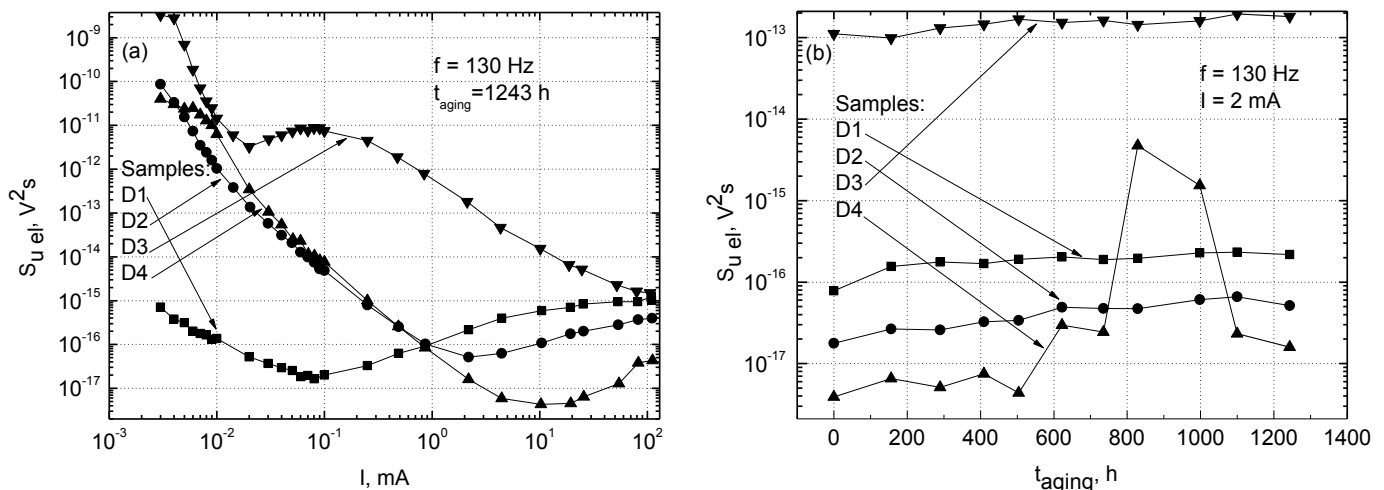 (a)
f = 130 Hz
t_aging=1243 h
Samples:
D1
D2
D3
D4
S_u el, V²s
10⁻⁹
10⁻¹⁰
10⁻¹¹
10⁻¹²
10⁻¹³
10⁻¹⁴
10⁻¹⁵
10⁻¹⁶
10⁻¹⁷
10⁻³ 10⁻² 10⁻¹ 10⁰ 10¹ 10²
I, mA
(b)
f = 130 Hz
I = 2 mA
Samples:
D1
D2
D3
D4
S_u el, V²s
10⁻¹³
10⁻¹⁴
10⁻¹⁵
10⁻¹⁶
10⁻¹⁷
0 200 400 600 800 1000 1200 1400
t_aging, h